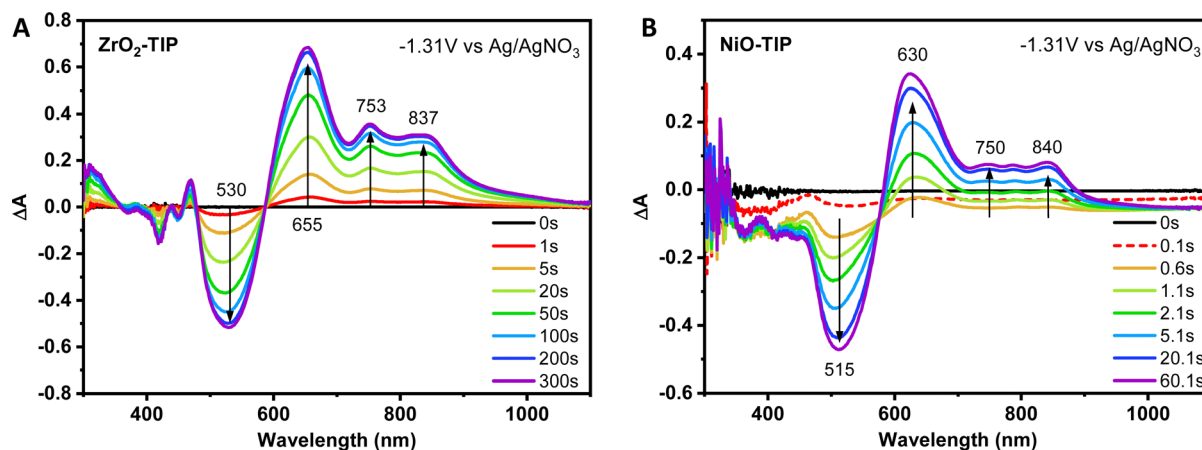 A
ZrO₂-TIP
-1.31V vs Ag/AgNO₃
0.8
0.6
0.4
0.2
0.0
-0.2
-0.4
-0.6
-0.8
ΔA
530
655
753
837
0s
1s
5s
20s
50s
100s
200s
300s
400
600
800
1000
Wavelength (nm)
B
NiO-TIP
-1.31V vs Ag/AgNO₃
0.4
0.2
0.0
-0.2
-0.4
-0.6
ΔA
630
750
840
515
0s
0.1s
0.6s
1.1s
2.1s
5.1s
20.1s
60.1s
400
600
800
1000
Wavelength (nm)